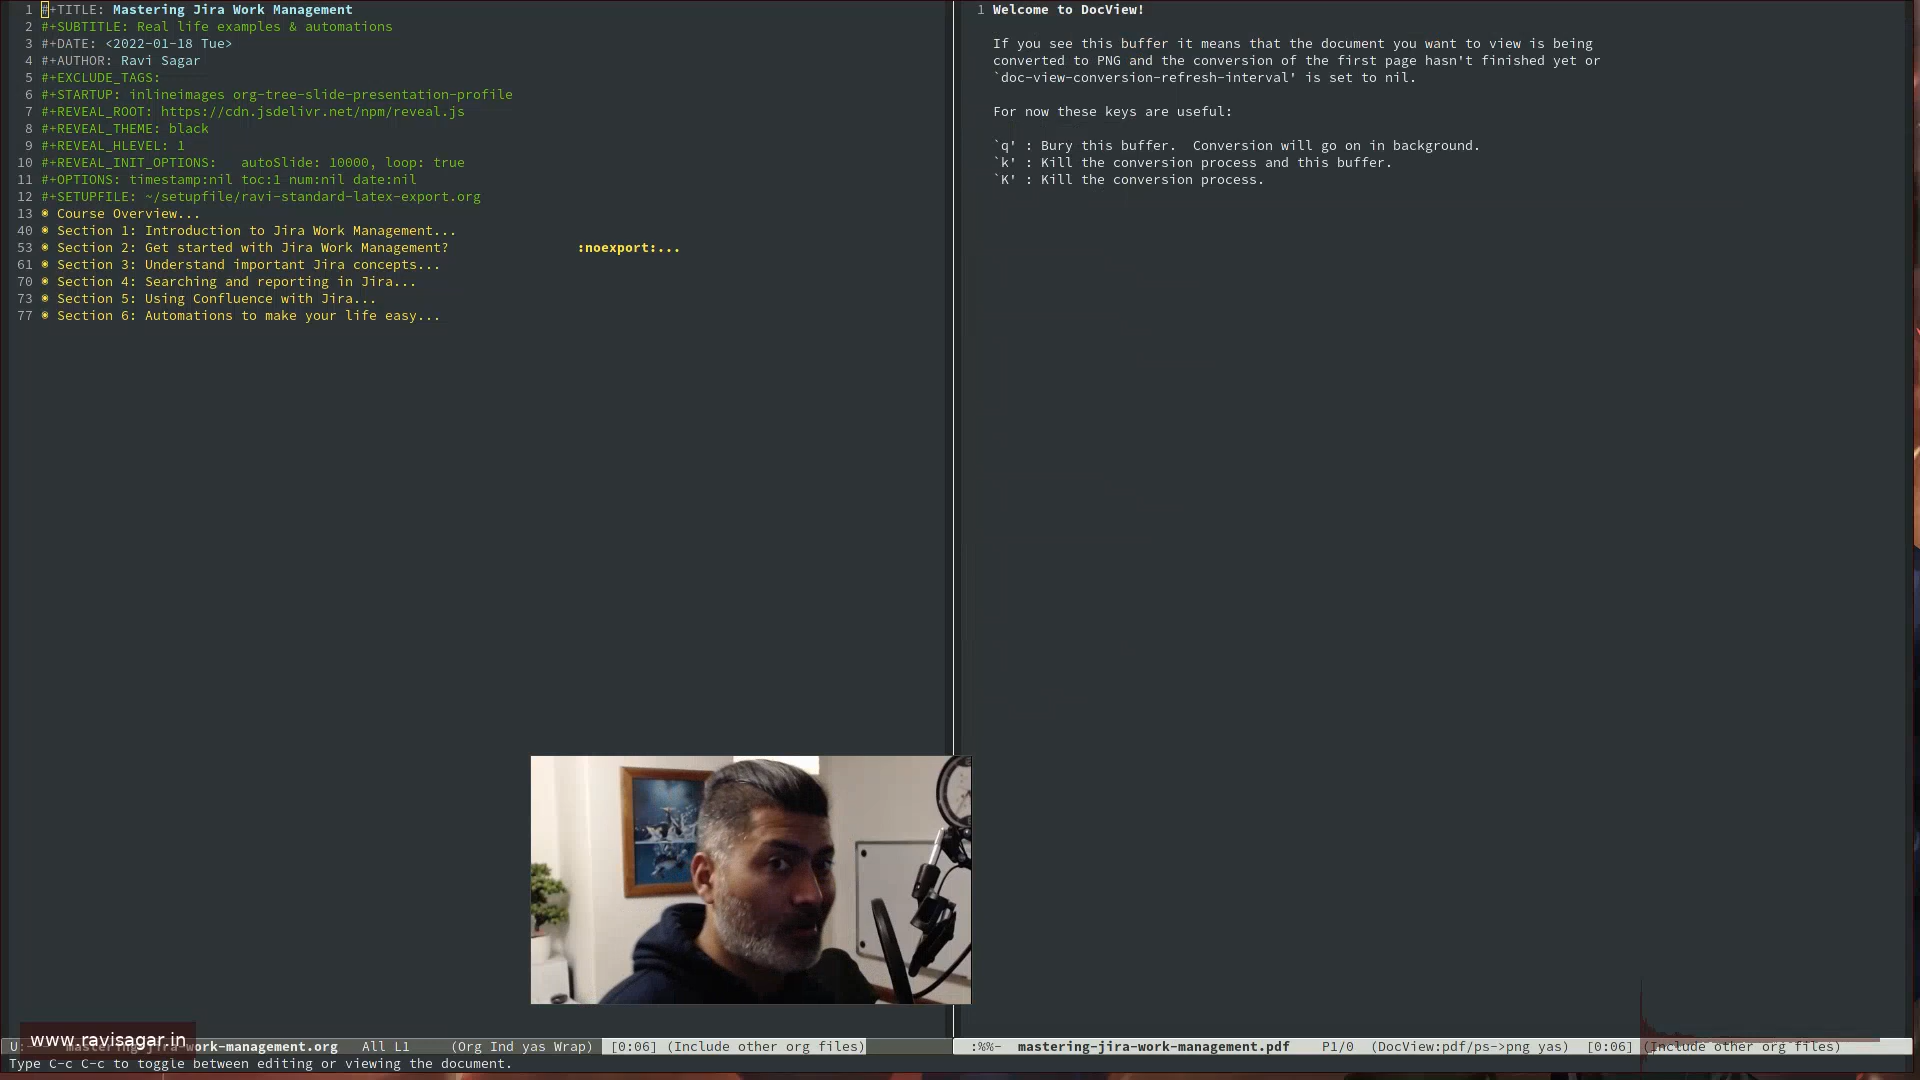 1 #+TITLE: Mastering Jira Work Management
2 #+SUBTITLE: Real life examples & automations
3 #+DATE: <2022-01-18 Tue>
4 #+AUTHOR: Ravi Sagar
5 #+EXCLUDE_TAGS:
6 #+STARTUP: inlineimages org-tree-slide-presentation-profile
7 #+REVEAL_ROOT: https://cdn.jsdelivr.net/npm/reveal.js
8 #+REVEAL_THEME: black
9 #+REVEAL_HLEVEL: 1
10 #+REVEAL_INIT_OPTIONS:   autoSlide: 10000, loop: true
11 #+OPTIONS: timestamp:nil toc:1 num:nil date:nil
12 #+SETUPFILE: ~/setupfile/ravi-standard-latex-export.org
13 Course Overview...
40 Section 1: Introduction to Jira Work Management...
53 Section 2: Get started with Jira Work Management? :noexport:...
61 Section 3: Understand important Jira concepts...
70 Section 4: Searching and reporting in Jira...
73 Section 5: Using Confluence with Jira...
77 Section 6: Automations to make your life easy...
www.ravisagar.in
U: mastering-jira-work-management.org   All L1   (Org Ind yas Wrap) [0:06] (Include other org files)
Type C-c C-c to toggle between editing or viewing the document.
1 Welcome to DocView!
If you see this buffer it means that the document you want to view is being
converted to PNG and the conversion of the first page hasn't finished yet or
`doc-view-conversion-refresh-interval' is set to nil.
For now these keys are useful:
`q' : Bury this buffer.  Conversion will go on in background.
`k' : Kill the conversion process and this buffer.
`K' : Kill the conversion process.
:%%-  mastering-jira-work-management.pdf   P1/0  (DocView:pdf/ps->png yas)  [0:06] (Include other org files)